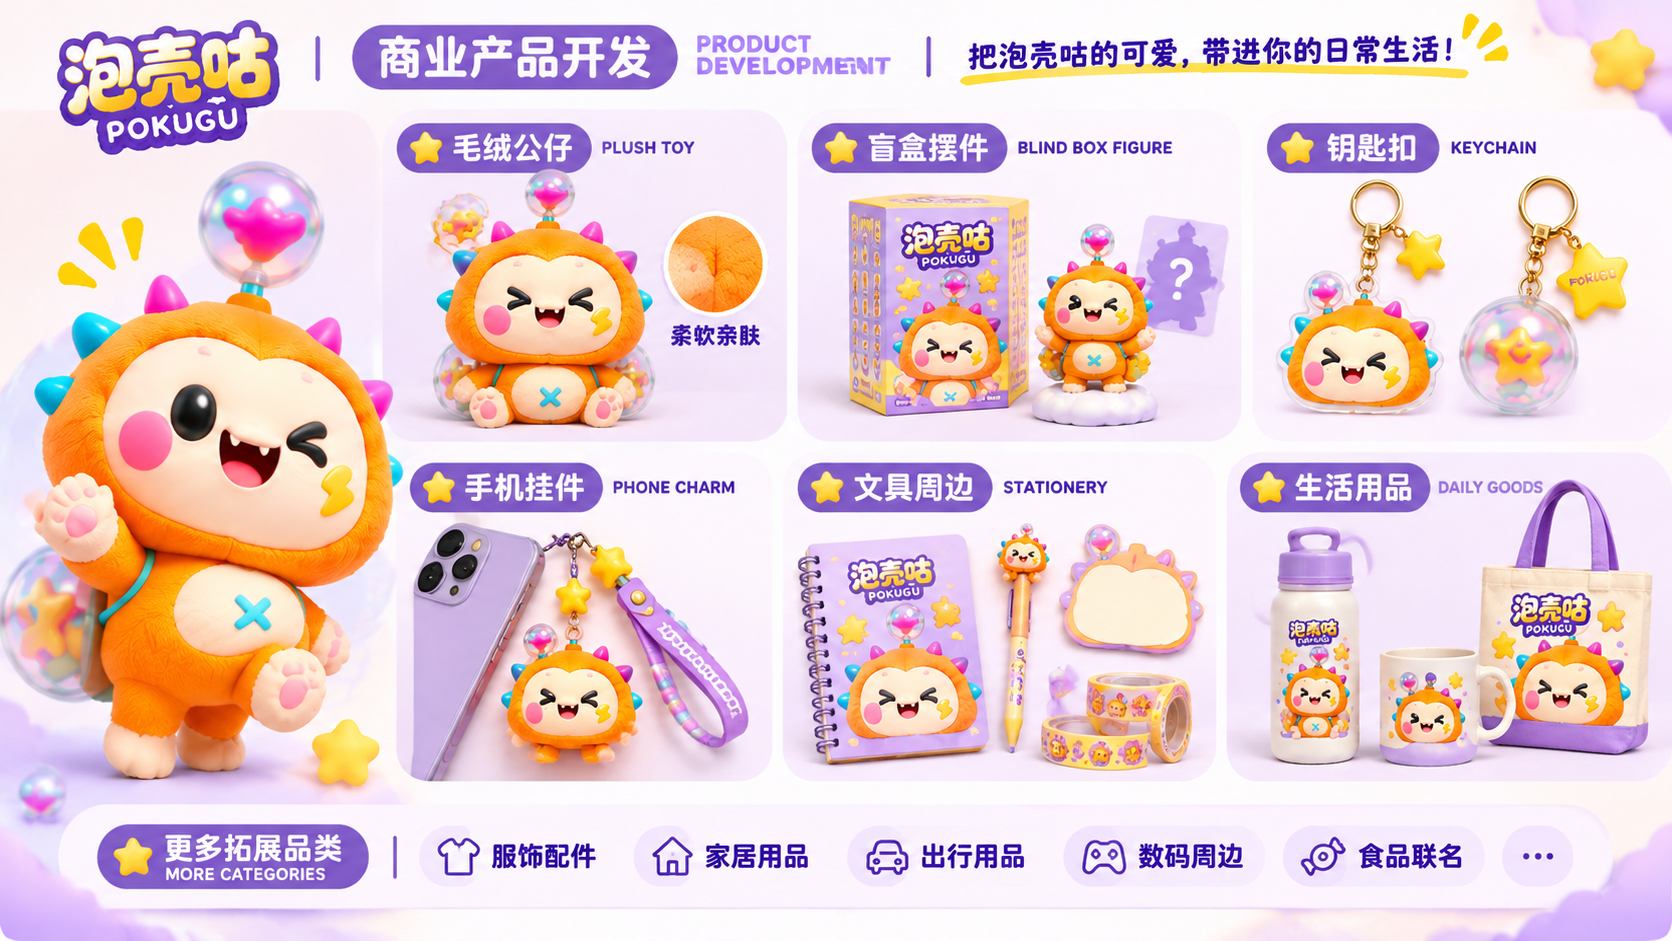 泡壳咕
POKUGU
商业产品开发
PRODUCT
DEVELOPMENT
把泡壳咕的可爱，带进你的日常生活！
毛绒公仔 PLUSH TOY
柔软亲肤
盲盒摆件 BLIND BOX FIGURE
泡壳咕
POKUGU
?
钥匙扣 KEYCHAIN
POKUGU
手机挂件 PHONE CHARM
文具周边 STATIONERY
泡壳咕
POKUGU
生活用品 DAILY GOODS
泡壳咕
泡壳咕
POKUGU
更多拓展品类
MORE CATEGORIES
服饰配件
家居用品
出行用品
数码周边
食品联名
...